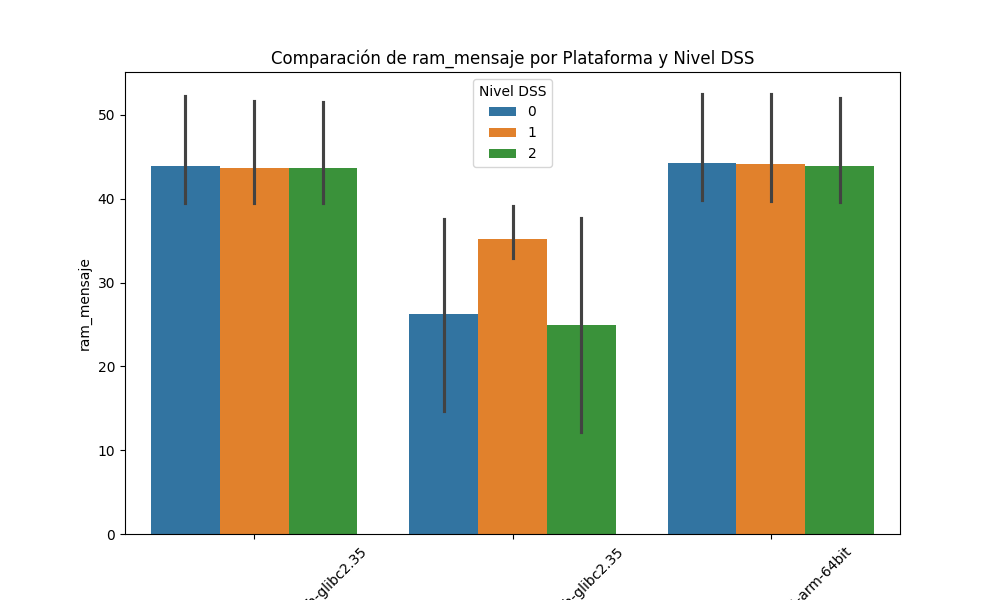 Comparación de ram_mensaje por Plataforma y Nivel DSS
Nivel DSS
0
1
2
ram_mensaje
50
40
30
20
10
0
-glibc2.35
-glibc2.35
-arm-64bit